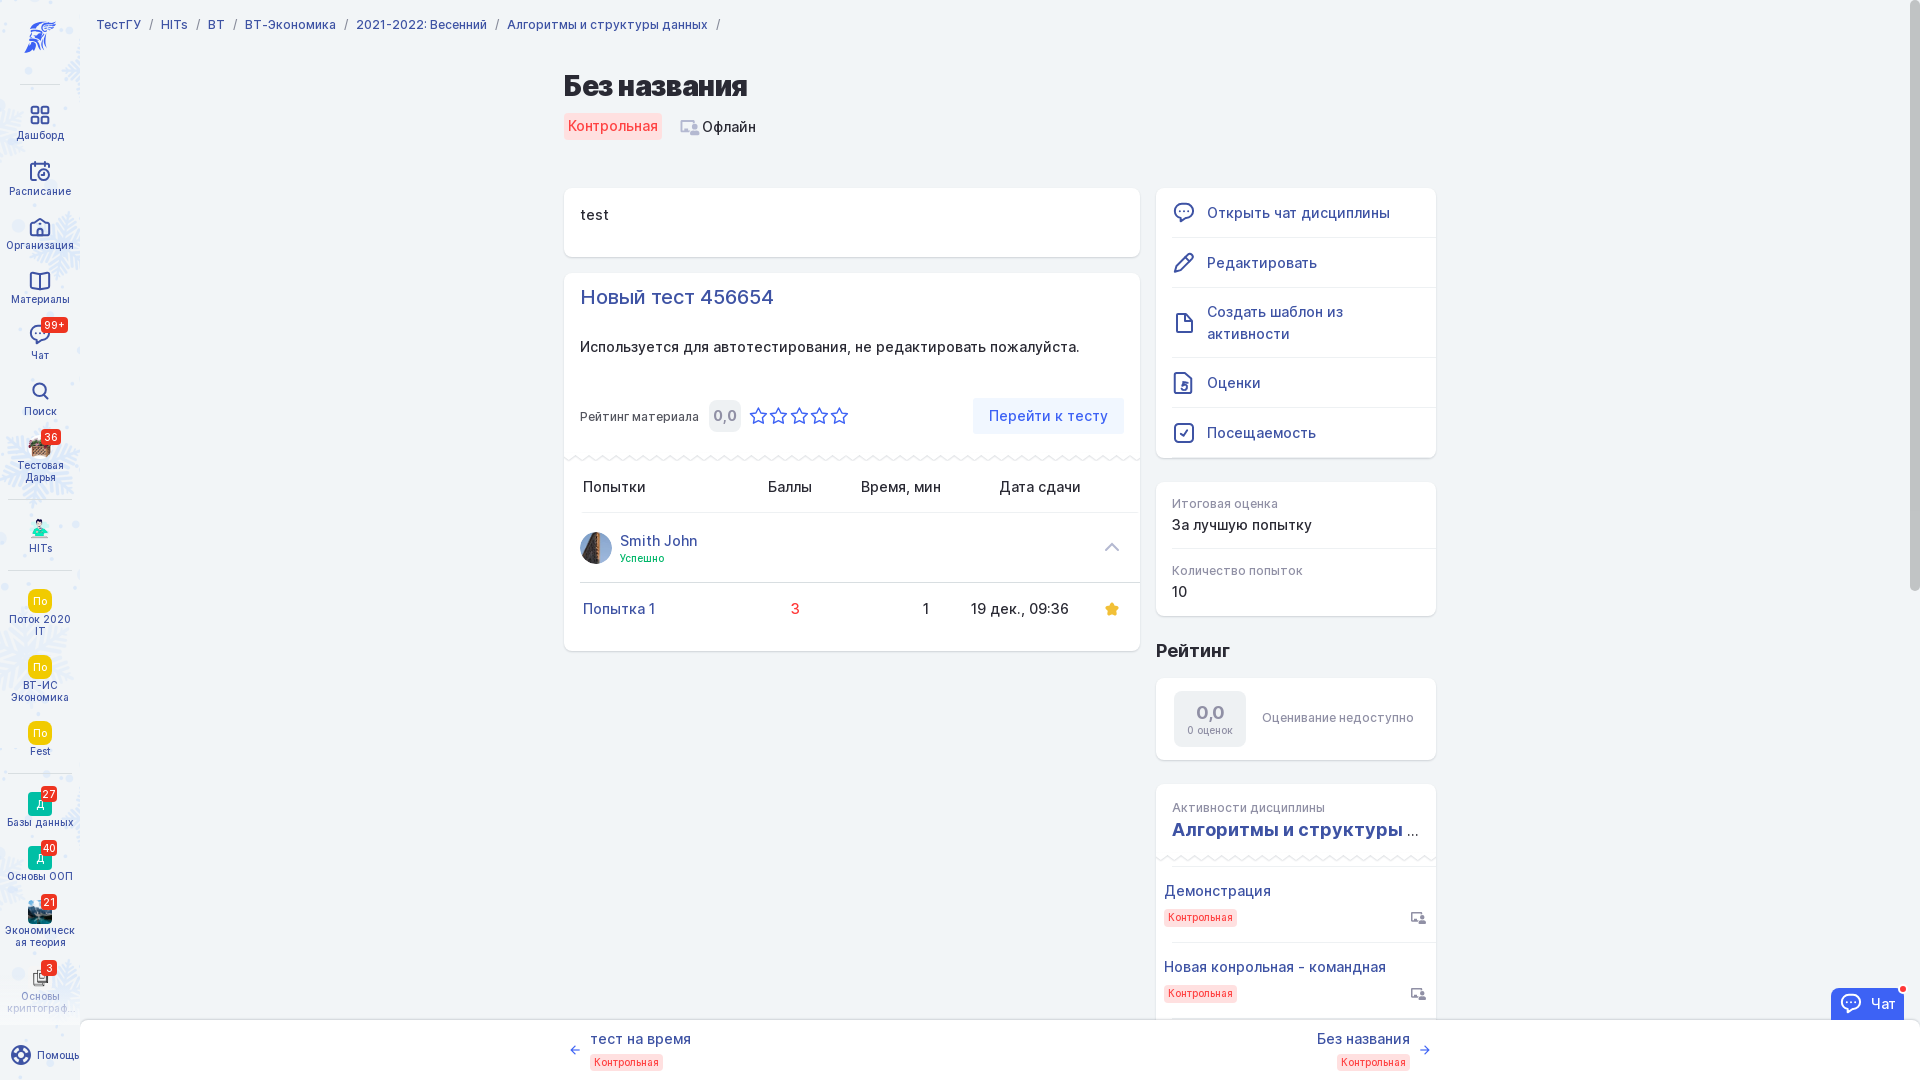 ТестГУ / HITs / ВТ / ВТ-Экономика / 2021-2022: Весенний / Алгоритмы и структуры данных /
Дашборд
Расписание
Организация
Материалы
99+
Чат
Поиск
36
Тестовая
Дарья
HITs
По
Поток 2020
IT
По
ВТ-ИС
Экономика
По
Fest
27
Д
Базы данных
40
Д
Основы ООП
21
Экономическ
ая теория
3
Основы
криптограф...
Помощь
Без названия
Контрольная
Офлайн
test
Новый тест 456654
Используется для автотестирования, не редактировать пожалуйста.
Рейтинг материала 0,0
Перейти к тесту
Попытки Баллы Время, мин Дата сдачи
Smith John
Успешно
Попытка 1 3 1 19 дек., 09:36
Открыть чат дисциплины
Редактировать
Создать шаблон из
активности
5
Оценки
Посещаемость
Итоговая оценка
За лучшую попытку
Количество попыток
10
Рейтинг
0,0
0 оценок
Оценивание недоступно
Активности дисциплины
Алгоритмы и структуры ...
Демонстрация
Контрольная
Новая конрольная - командная
Контрольная
Чат
тест на время
Контрольная
Без названия
Контрольная